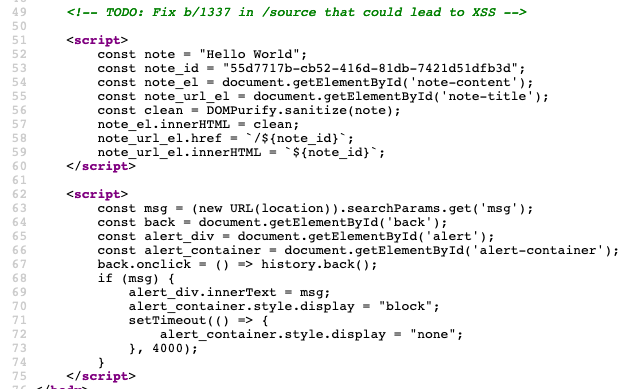 49 <!-- TODO: Fix b/1337 in /source that could lead to XSS -->
50
51 <script>
52 const note = "Hello World";
53 const note_id = "55d7717b-cb52-416d-81db-7421d51dfb3d";
54 const note_el = document.getElementById('note-content');
55 const note_url_el = document.getElementById('note-title');
56 const clean = DOMPurify.sanitize(note);
57 note_el.innerHTML = clean;
58 note_url_el.href = `/${note_id}`;
59 note_url_el.innerHTML = `${note_id}`;
60 </script>
61
62 <script>
63 const msg = (new URL(location)).searchParams.get('msg');
64 const back = document.getElementById('back');
65 const alert_div = document.getElementById('alert');
66 const alert_container = document.getElementById('alert-container');
67 back.onclick = () => history.back();
68 if (msg) {
69 alert_div.innerText = msg;
70 alert_container.style.display = "block";
71 setTimeout(() => {
72 alert_container.style.display = "none";
73 }, 4000);
74 }
75 </script>